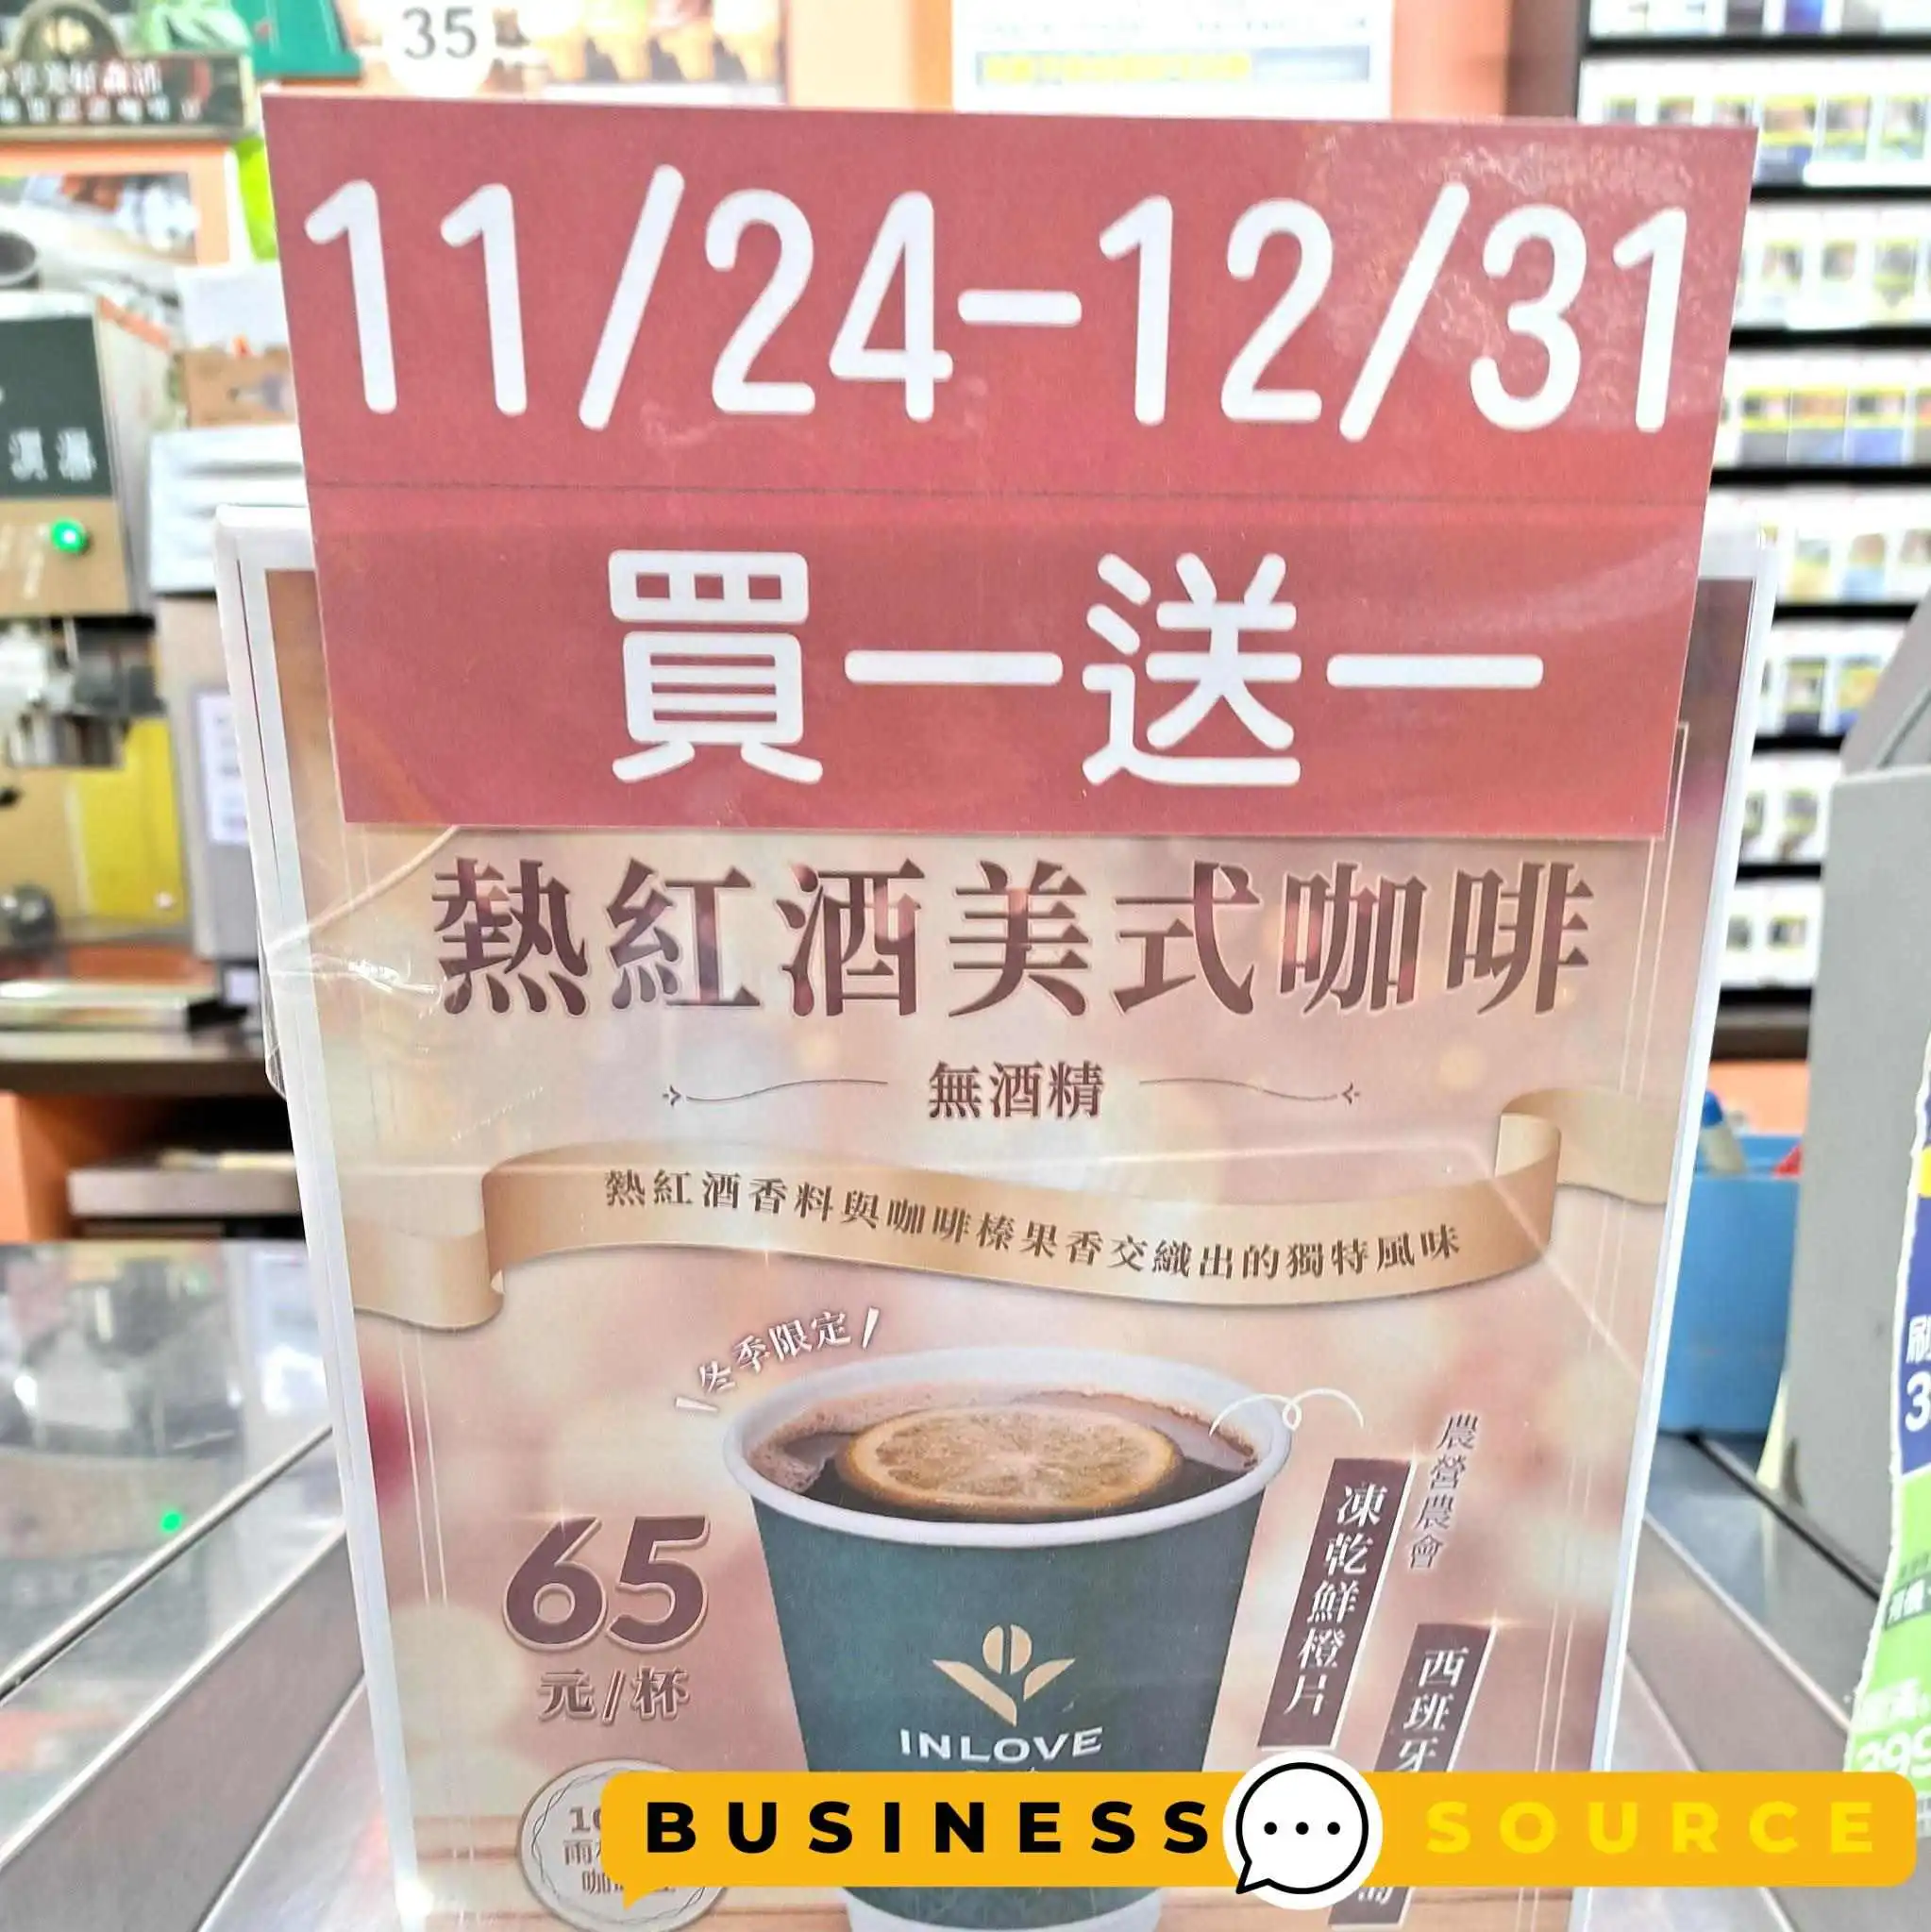 35
11/24-12/31
買一送一
熱紅酒美式咖啡
無酒精
熱紅酒香料與咖啡榛果香交織出的獨特風味
冬季限定
農營農會
凍乾鮮橙片
西班牙
65
元/杯
INLOVE
BUSINESS SOURCE